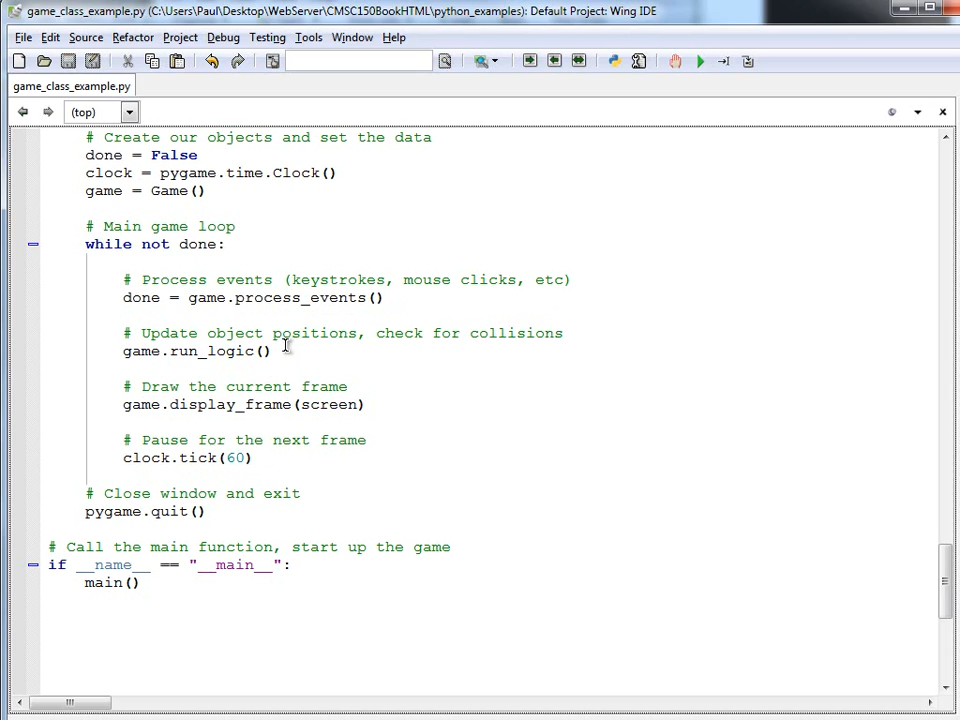 game_class_example.py (C:\Users\Paul\Desktop\WebServer\CMSC150BookHTML\python_examples): Default Project: Wing IDE
File Edit Source Refactor Project Debug Testing Tools Window Help
game_class_example.py
(top)
# Create our objects and set the data
done = False
clock = pygame.time.Clock()
game = Game()
# Main game loop
while not done:
# Process events (keystrokes, mouse clicks, etc)
done = game.process_events()
# Update object positions, check for collisions
game.run_logic()
# Draw the current frame
game.display_frame(screen)
# Pause for the next frame
clock.tick(60)
# Close window and exit
pygame.quit()
# Call the main function, start up the game
if __name__ == "__main__":
main()